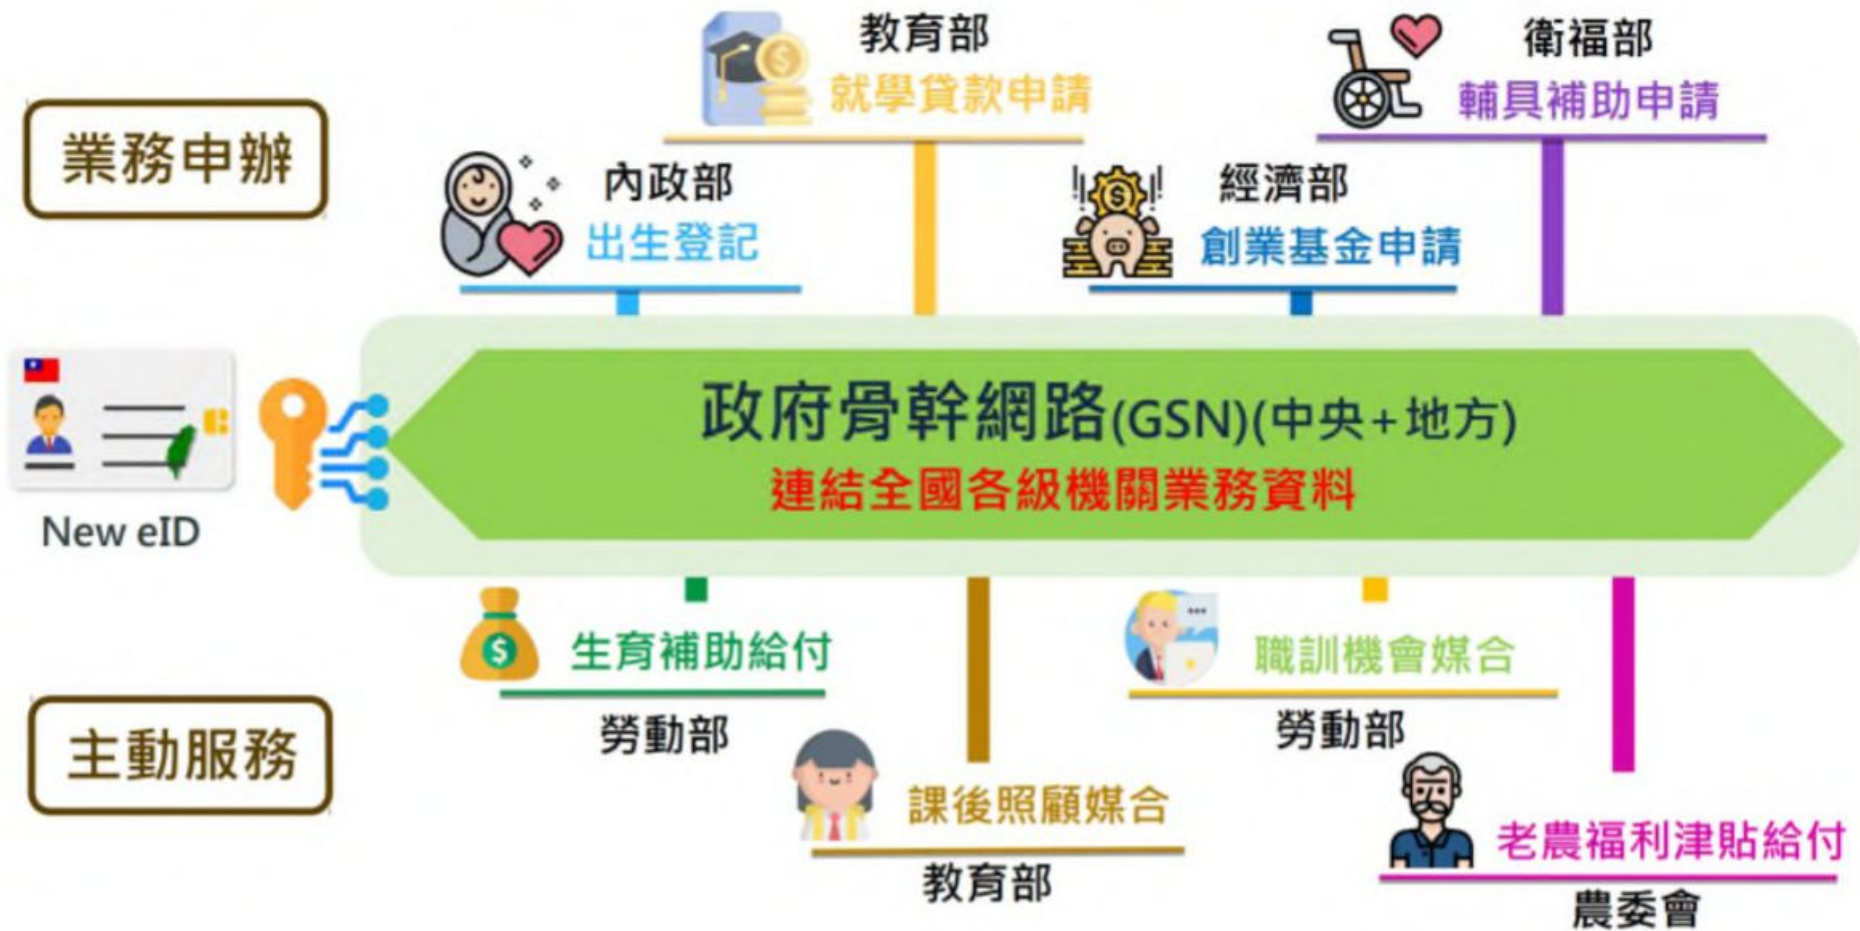 教育部
就學貸款申請
衛福部
輔具補助申請
業務申辦
內政部
出生登記
經濟部
創業基金申請
政府骨幹網路(GSN)(中央+地方)
連結全國各級機關業務資料
New eID
生育補助給付
勞動部
職訓機會媒合
勞動部
主動服務
課後照顧媒合
教育部
老農福利津貼給付
農委會